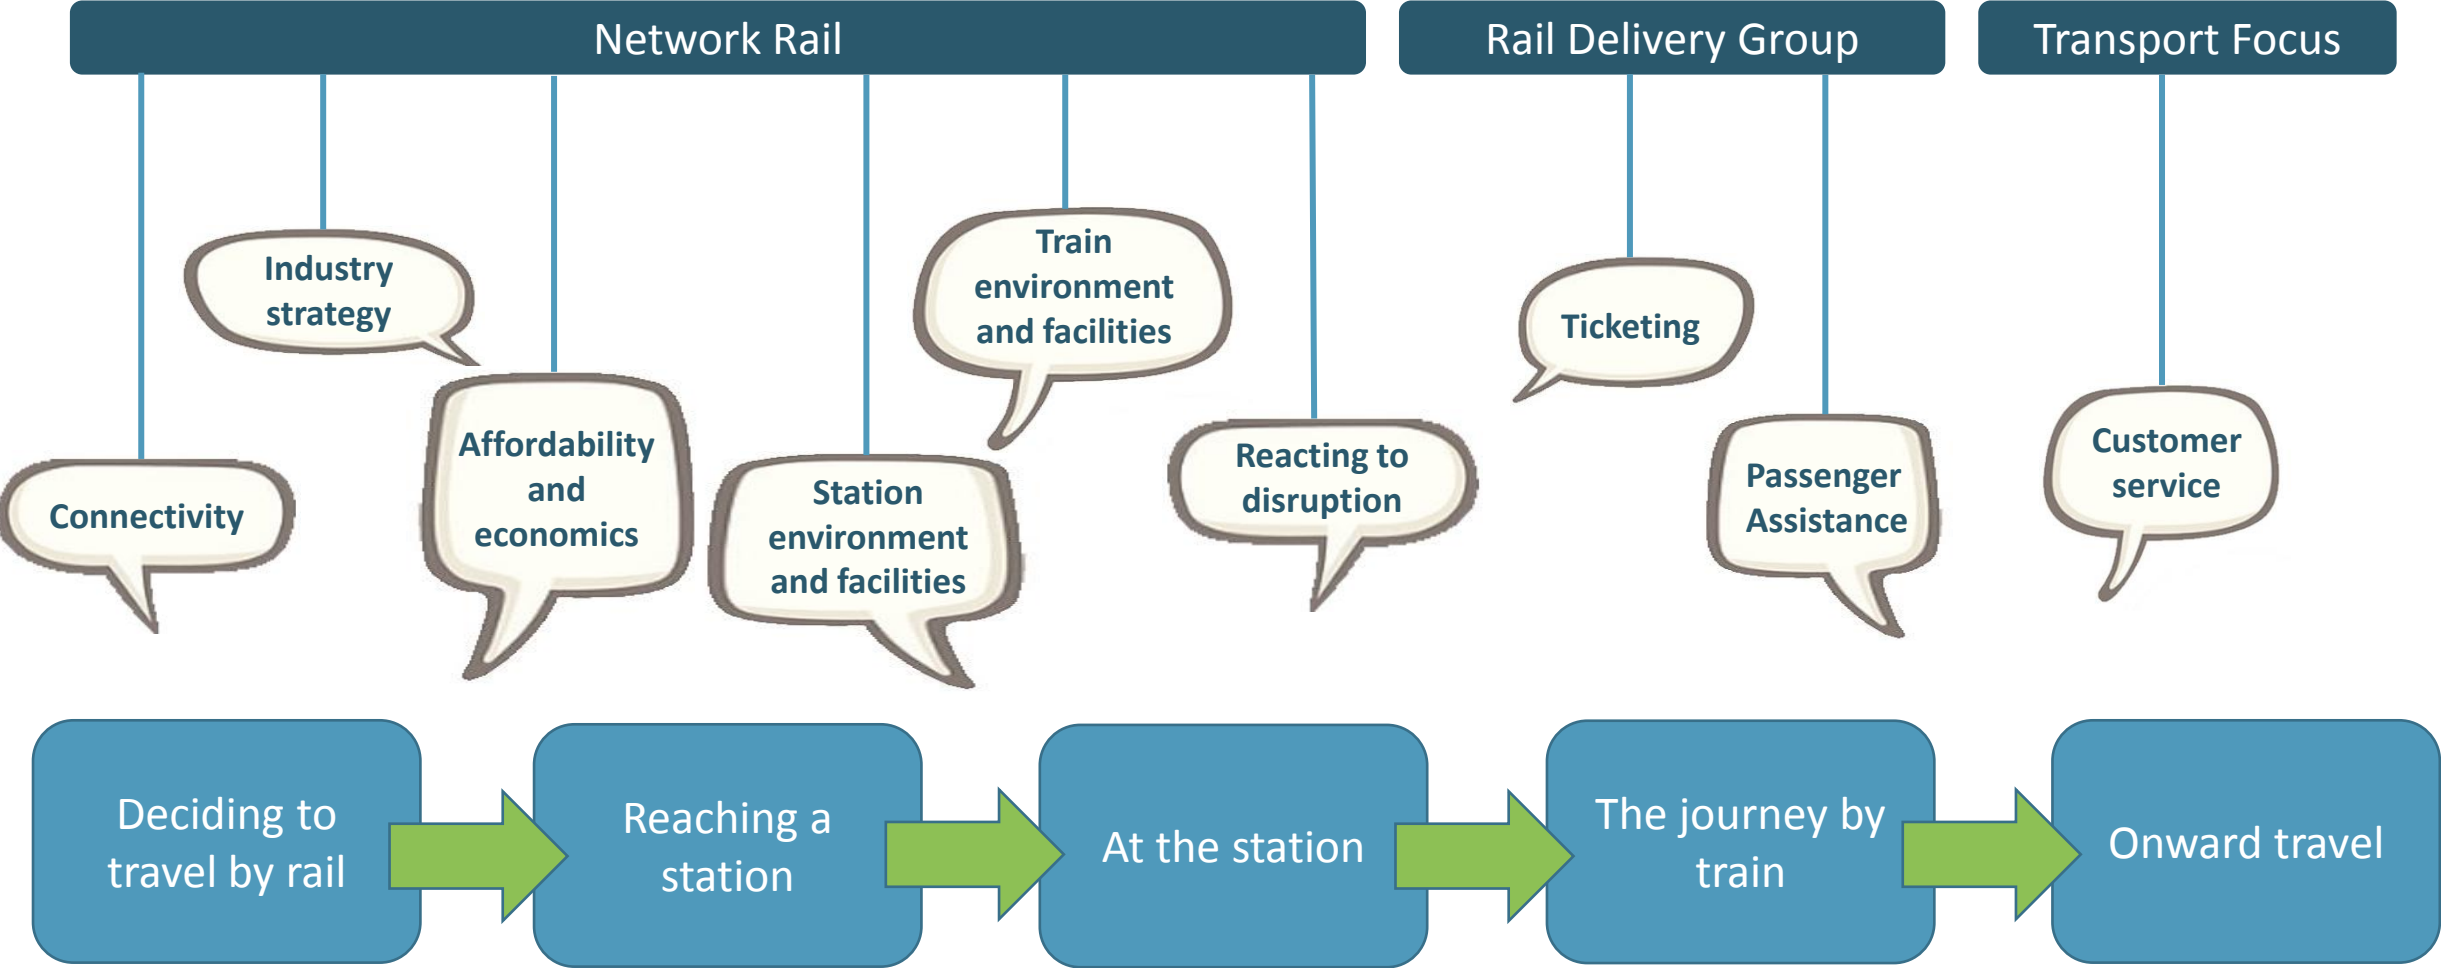 Network Rail
Rail Delivery Group
Transport Focus
Industry
strategy
Train
environment
and facilities
Ticketing
Connectivity
Affordability
and
economics
Station
environment
and facilities
Reacting to
disruption
Passenger
Assistance
Customer
service
Deciding to
travel by rail
Reaching a
station
At the station
The journey by
train
Onward travel